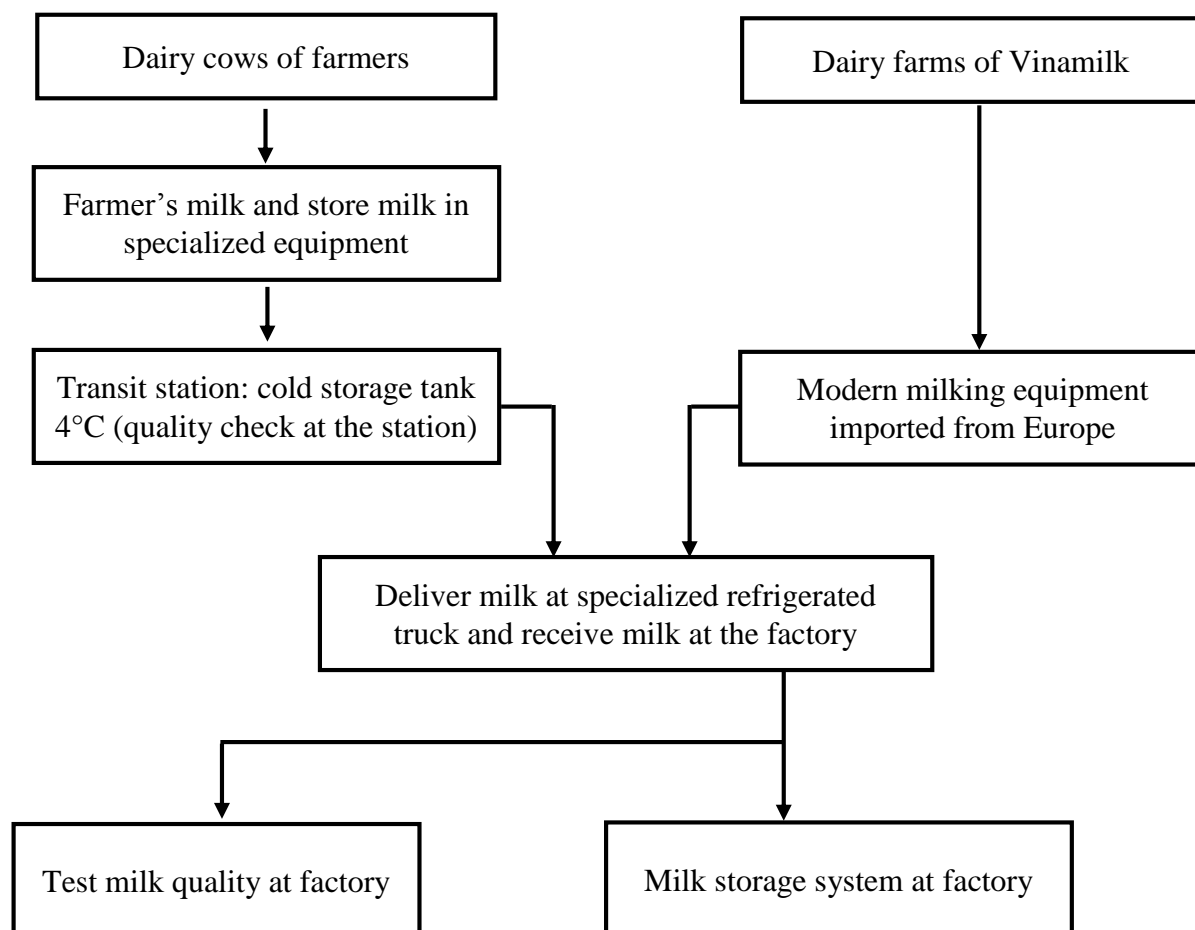 Dairy cows of farmers
Dairy farms of Vinamilk
Farmer’s milk and store milk in
specialized equipment
Transit station: cold storage tank
4°C (quality check at the station)
Modern milking equipment
imported from Europe
Deliver milk at specialized refrigerated
truck and receive milk at the factory
Test milk quality at factory
Milk storage system at factory